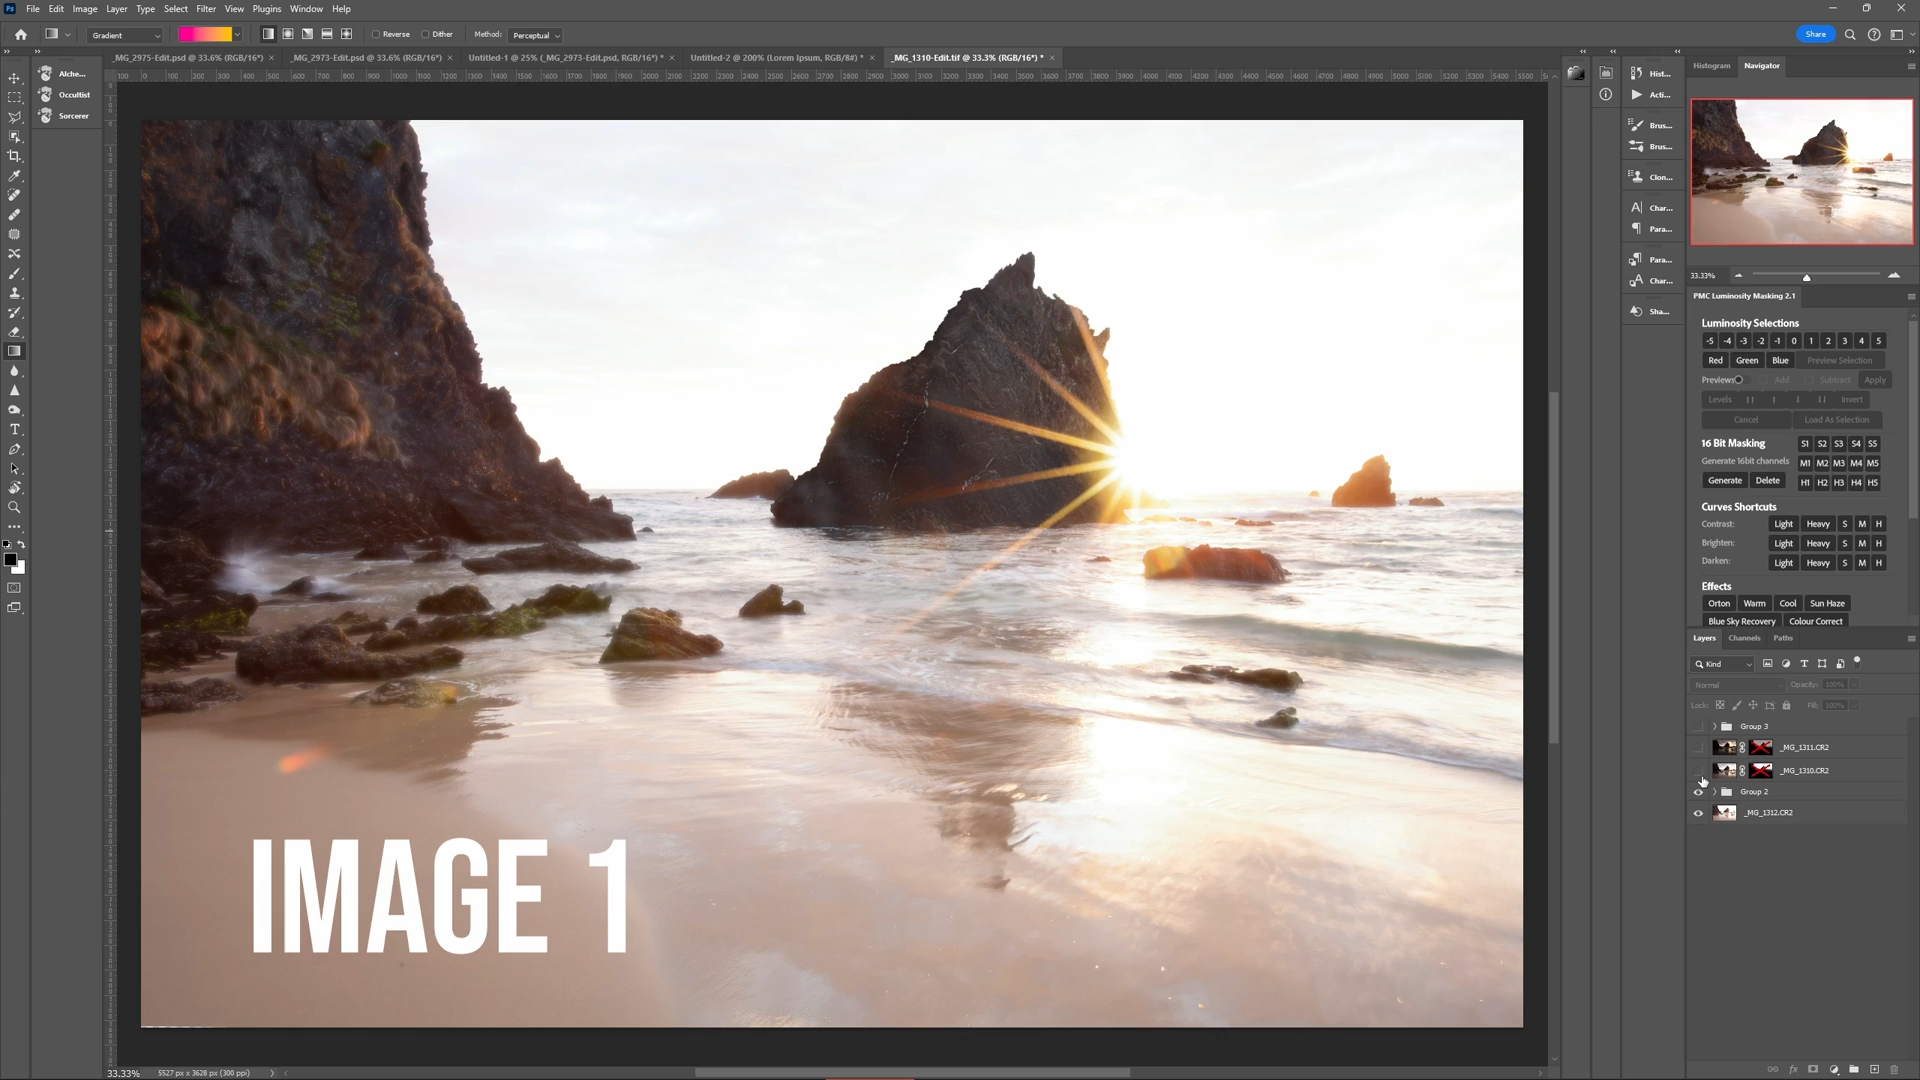 Ps File Edit Image Layer Type Select Filter View Plugins Window Help
Gradient Reverse Dither Method: Perceptual Share
_MG_2975-Edit.psd @ 33.6% (RGB/16*) × _MG_2973-Edit.psd @ 33.6% (RGB/16*) × Untitled-1 @ 25% (_MG_2973-Edit.psd, RGB/16*) * × Untitled-2 @ 200% (Lorem Ipsum, RGB/8#) * × _MG_1310-Edit.tif @ 33.3% (RGB/16*) * ×
Alche...
Occultist
Sorcerer
Hist...
Acti...
Brus...
Brus...
Clon...
Char...
Para...
Para...
Char...
Sha...
Histogram Navigator
33.33%
PMC Luminosity Masking 2.1
Luminosity Selections
-5 -4 -3 -2 -1 0 1 2 3 4 5
Red Green Blue Preview Selection
Previews Add Subtract Apply
Levels Invert
Cancel Load As Selection
16 Bit Masking S1 S2 S3 S4 S5
Generate 16bit channels M1 M2 M3 M4 M5
Generate Delete H1 H2 H3 H4 H5
Curves Shortcuts
Contrast: Light Heavy S M H
Brighten: Light Heavy S M H
Darken: Light Heavy S M H
Effects
Orton Warm Cool Sun Haze
Blue Sky Recovery Colour Correct
Layers Channels Paths
Kind
Normal Opacity: 100%
Lock: Fill: 100%
Group 3
_MG_1311.CR2
_MG_1310.CR2
Group 2
_MG_1312.CR2
IMAGE 1
33.33% 5527 px x 3628 px (300 ppi)